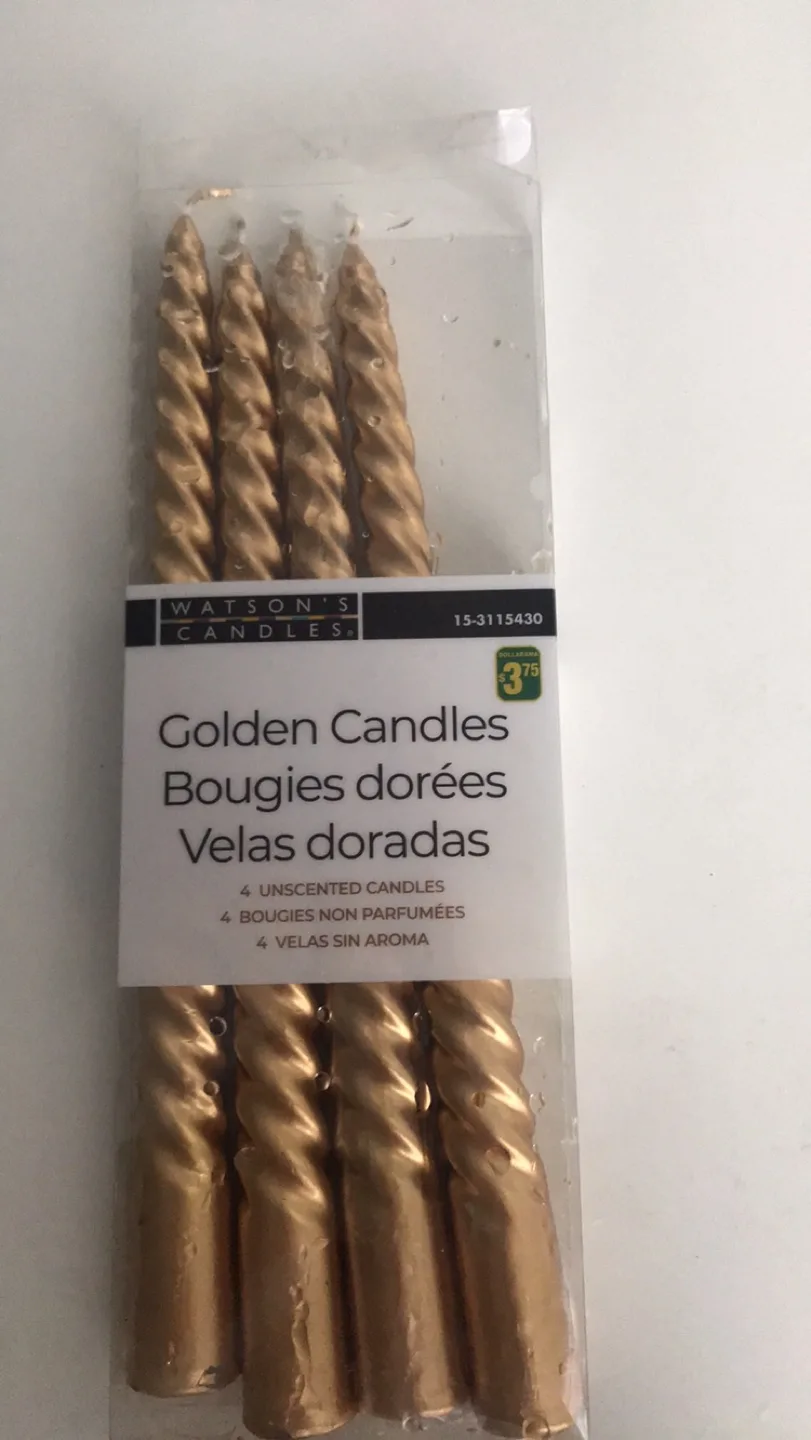 WATSON'S
CANDLES®
15-3115430
DOLLARAMA
$3.75
Golden Candles
Bougies dorées
Velas doradas
4 UNSCENTED CANDLES
4 BOUGIES NON PARFUMÉES
4 VELAS SIN AROMA